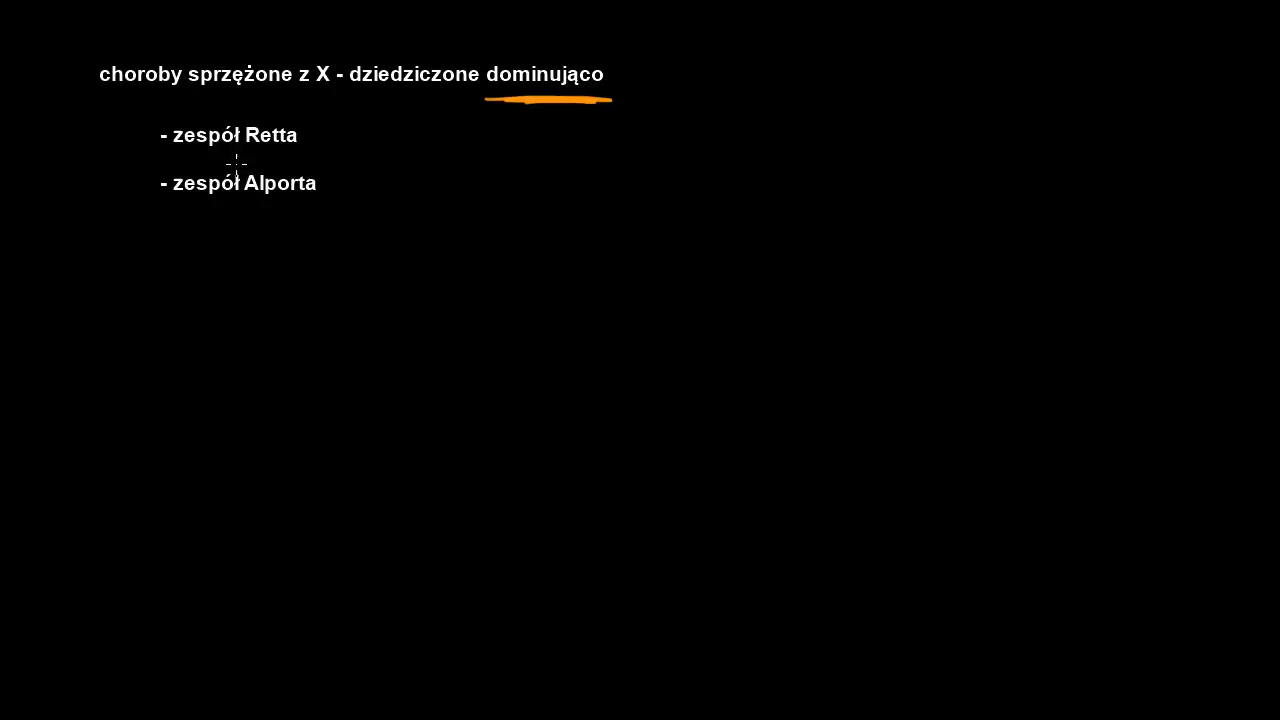 choroby sprzężone z X - dziedziczone dominująco
- zespół Retta
- zespół Alporta